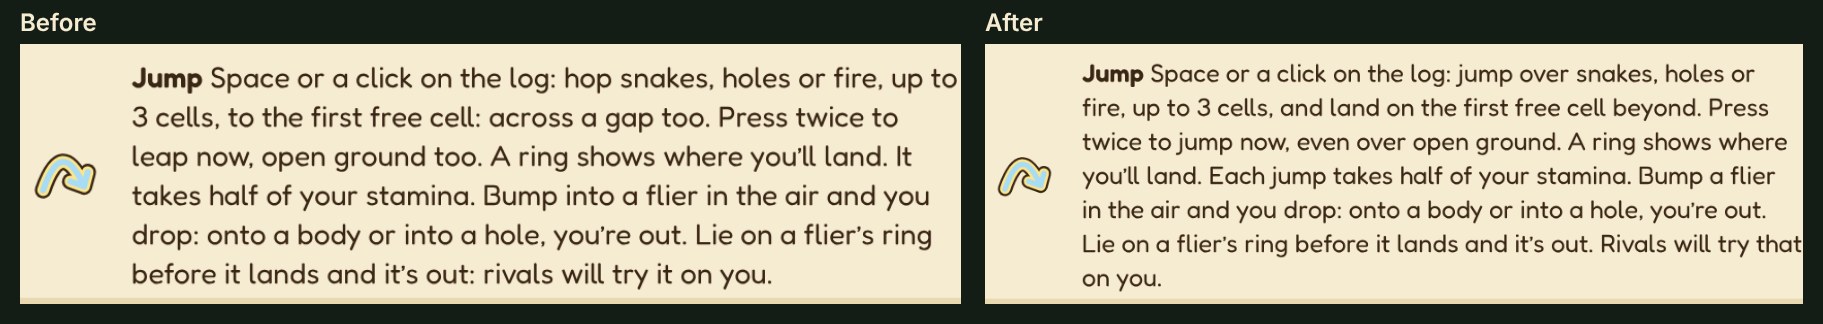 Before
Jump Space or a click on the log: hop snakes, holes or fire, up to
3 cells, to the first free cell: across a gap too. Press twice to
leap now, open ground too. A ring shows where you’ll land. It
takes half of your stamina. Bump into a flier in the air and you
drop: onto a body or into a hole, you’re out. Lie on a flier’s ring
before it lands and it’s out: rivals will try it on you.
After
Jump Space or a click on the log: jump over snakes, holes or
fire, up to 3 cells, and land on the first free cell beyond. Press
twice to jump now, even over open ground. A ring shows where
you’ll land. Each jump takes half of your stamina. Bump a flier
in the air and you drop: onto a body or into a hole, you’re out.
Lie on a flier’s ring before it lands and it’s out. Rivals will try that
on you.